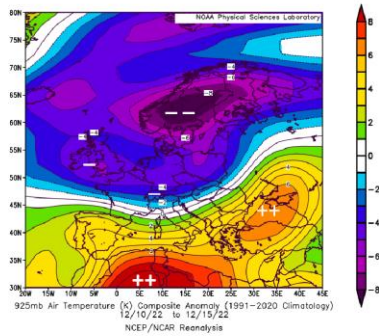 NOAA Physical Sciences Laboratory
80N
75N
70N
65N
60N
55N
50N
45N
40N
35N
30N
20W 15W 10W 5W 0 5E 10E 15E 20E 25E 30E 35E 40E 45E
8
6
4
2
0
-2
-4
-6
-8
925mb Air Temperature (K) Composite Anomaly (1991-2020 Climatology)
12/10/22 to 12/15/22
NCEP/NCAR Reanalysis